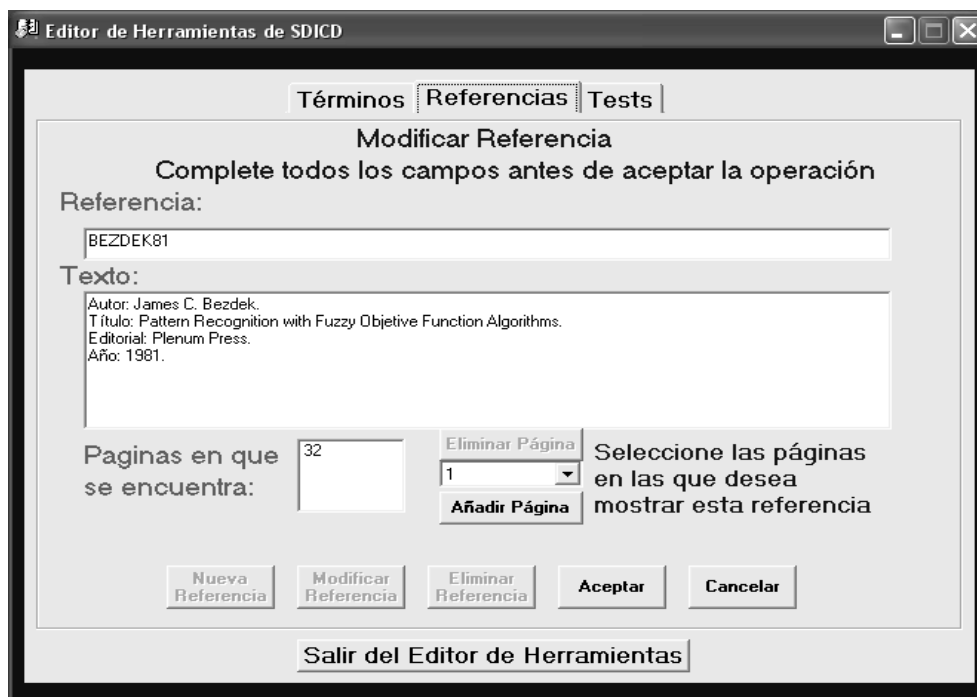 Editor de Herramientas de SDICD
Términos Referencias Tests
Modificar Referencia
Complete todos los campos antes de aceptar la operación
Referencia:
BEZDEK81
Texto:
Autor: James C. Bezdek.
Título: Pattern Recognition with Fuzzy Objetive Function Algorithms.
Editorial: Plenum Press.
Año: 1981.
Paginas en que
se encuentra:
32
Eliminar Página
1
Añadir Página
Seleccione las páginas
en las que desea
mostrar esta referencia
Nueva
Referencia
Modificar
Referencia
Eliminar
Referencia
Aceptar
Cancelar
Salir del Editor de Herramientas